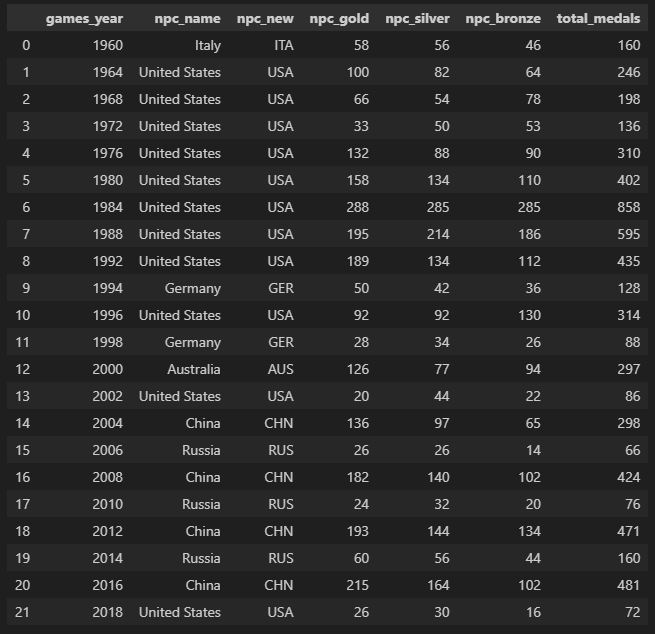 games_year npc_name npc_new npc_gold npc_silver npc_bronze total_medals
0 1960 Italy ITA 58 56 46 160
1 1964 United States USA 100 82 64 246
2 1968 United States USA 66 54 78 198
3 1972 United States USA 33 50 53 136
4 1976 United States USA 132 88 90 310
5 1980 United States USA 158 134 110 402
6 1984 United States USA 288 285 285 858
7 1988 United States USA 195 214 186 595
8 1992 United States USA 189 134 112 435
9 1994 Germany GER 50 42 36 128
10 1996 United States USA 92 92 130 314
11 1998 Germany GER 28 34 26 88
12 2000 Australia AUS 126 77 94 297
13 2002 United States USA 20 44 22 86
14 2004 China CHN 136 97 65 298
15 2006 Russia RUS 26 26 14 66
16 2008 China CHN 182 140 102 424
17 2010 Russia RUS 24 32 20 76
18 2012 China CHN 193 144 134 471
19 2014 Russia RUS 60 56 44 160
20 2016 China CHN 215 164 102 481
21 2018 United States USA 26 30 16 72